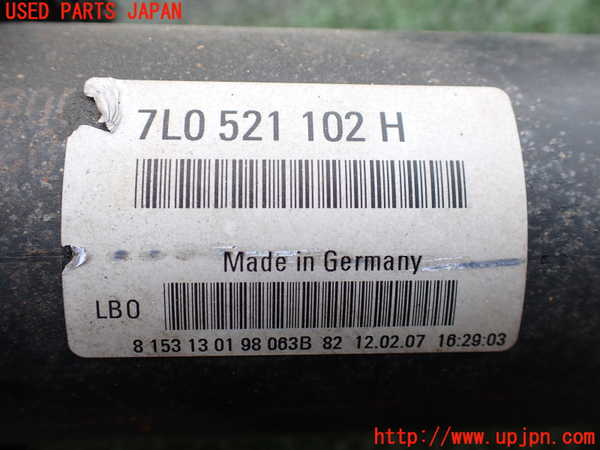 USED PARTS JAPAN
7L0 521 102 H
Made in Germany
LBO
8 153 13 01 98 063B 82 12.02.07 16:29:03
http://www.upjpn.com/